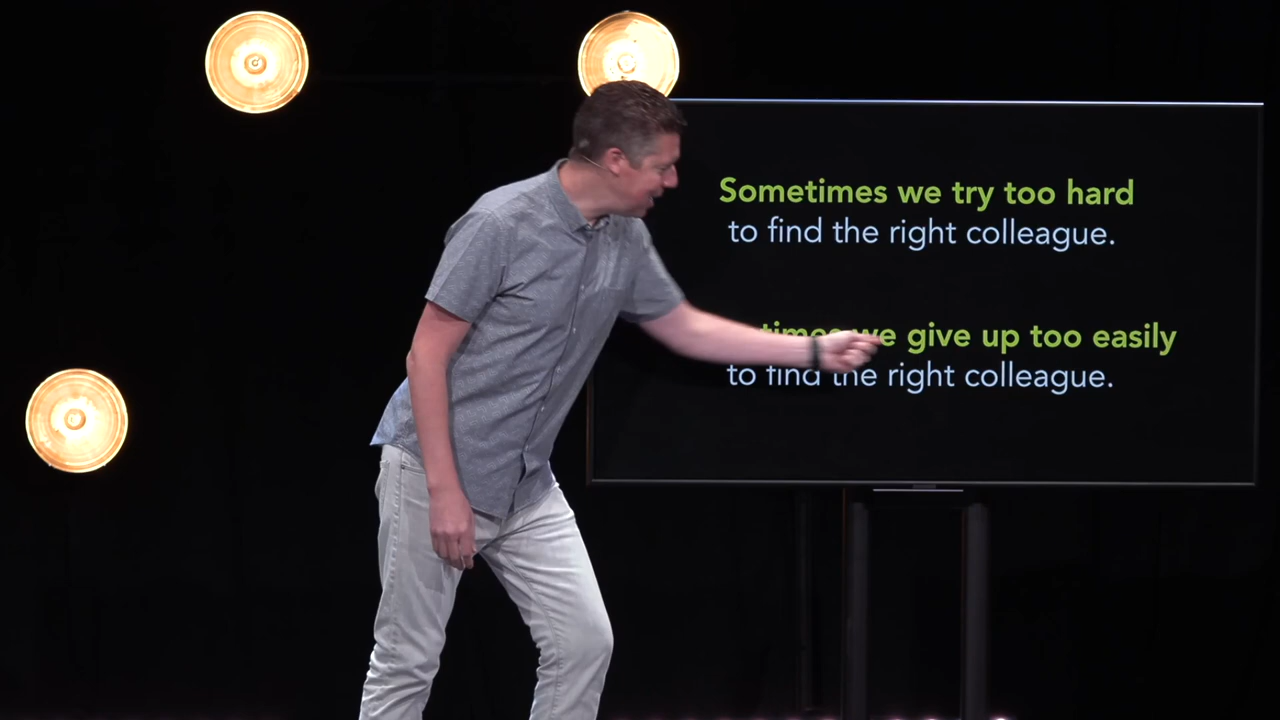 Sometimes we try too hard
to find the right colleague.
we give up too easily
to find the right colleague.